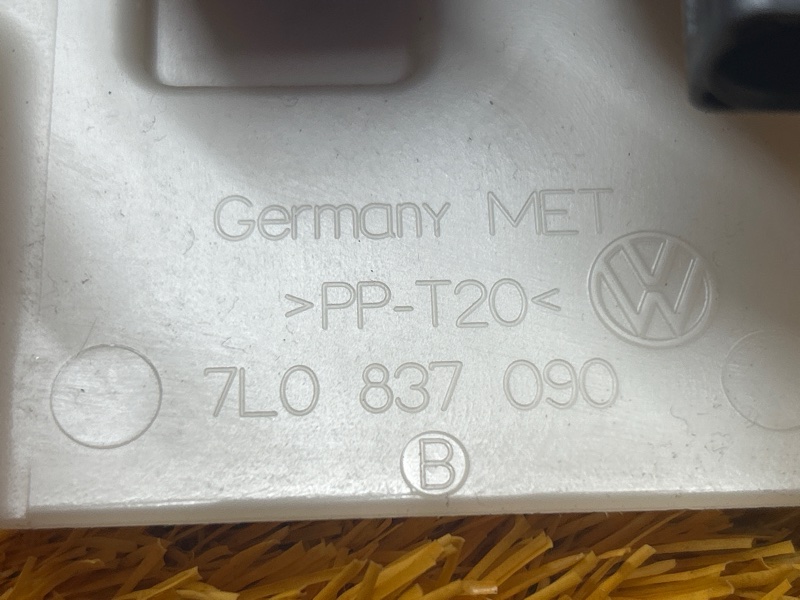 Germany MET
>PP-T20<
7L0 837 090
B